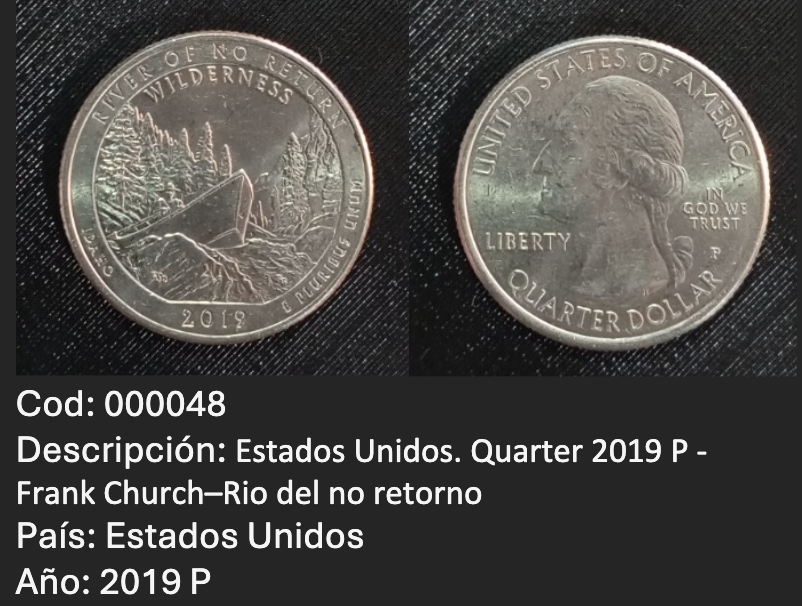 RIVER OF NO RETURN
WILDERNESS
IDAHO
E PLURIBUS UNUM
2019
UNITED STATES OF AMERICA
IN
GOD WE
TRUST
LIBERTY
P
QUARTER DOLLAR
Cod: 000048
Descripción: Estados Unidos. Quarter 2019 P -
Frank Church–Rio del no retorno
País: Estados Unidos
Año: 2019 P